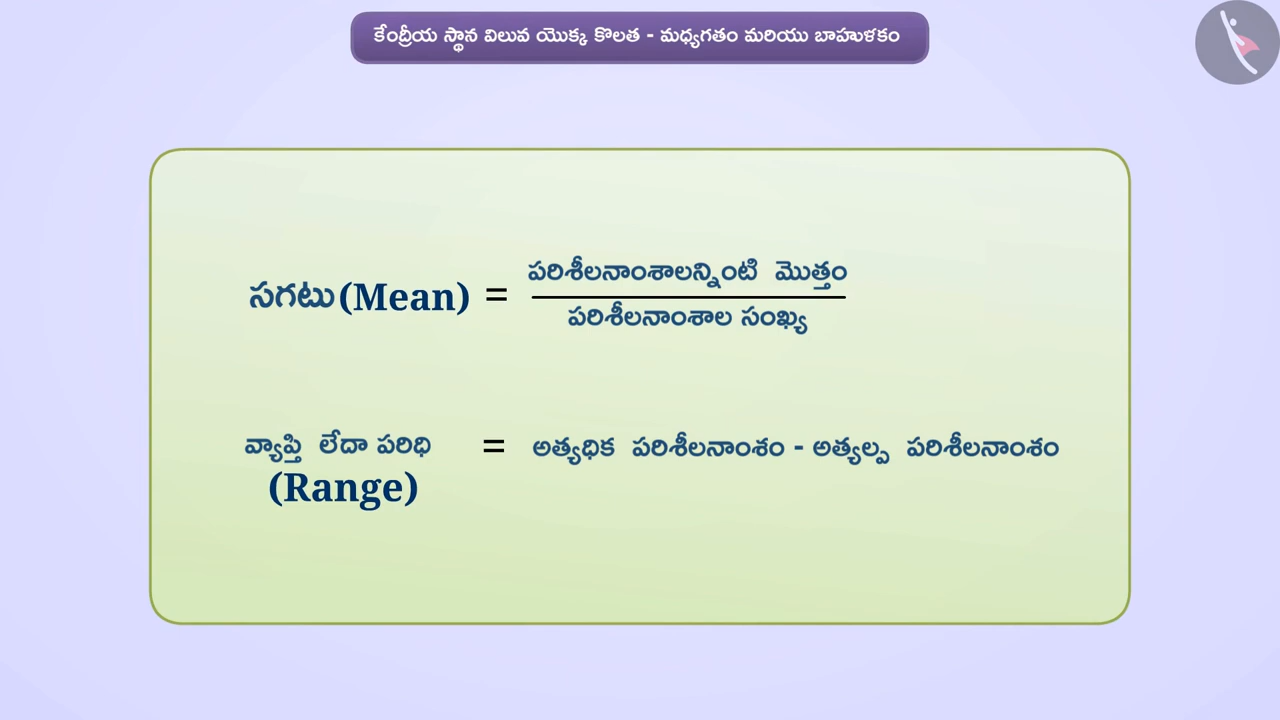 కేంద్రీయ స్థాన విలువ యొక్క కొలత - మధ్యగతం మరియు బాహుళకం
పరిశీలనాంశాలన్నింటి మొత్తం
సగటు(Mean) =
పరిశీలనాంశాల సంఖ్య
వ్యాప్తి లేదా పరిధి = అత్యధిక పరిశీలనాంశం - అత్యల్ప పరిశీలనాంశం
(Range)